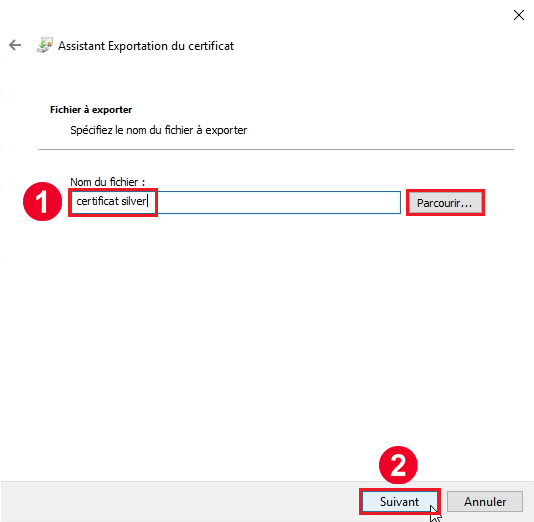 Assistant Exportation du certificat
Fichier à exporter
Spécifiez le nom du fichier à exporter
Nom du fichier :
1 certificat silver Parcourir...
2
Suivant Annuler